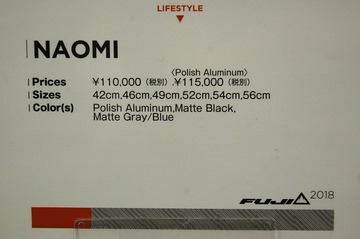 LIFESTYLE
NAOMI
〈Polish Aluminum〉
Prices ¥110,000 (税別) .¥115,000 (税別)
Sizes 42cm,46cm,49cm,52cm,54cm,56cm
Color(s) Polish Aluminum,Matte Black,
Matte Gray/Blue
FUJI 2018